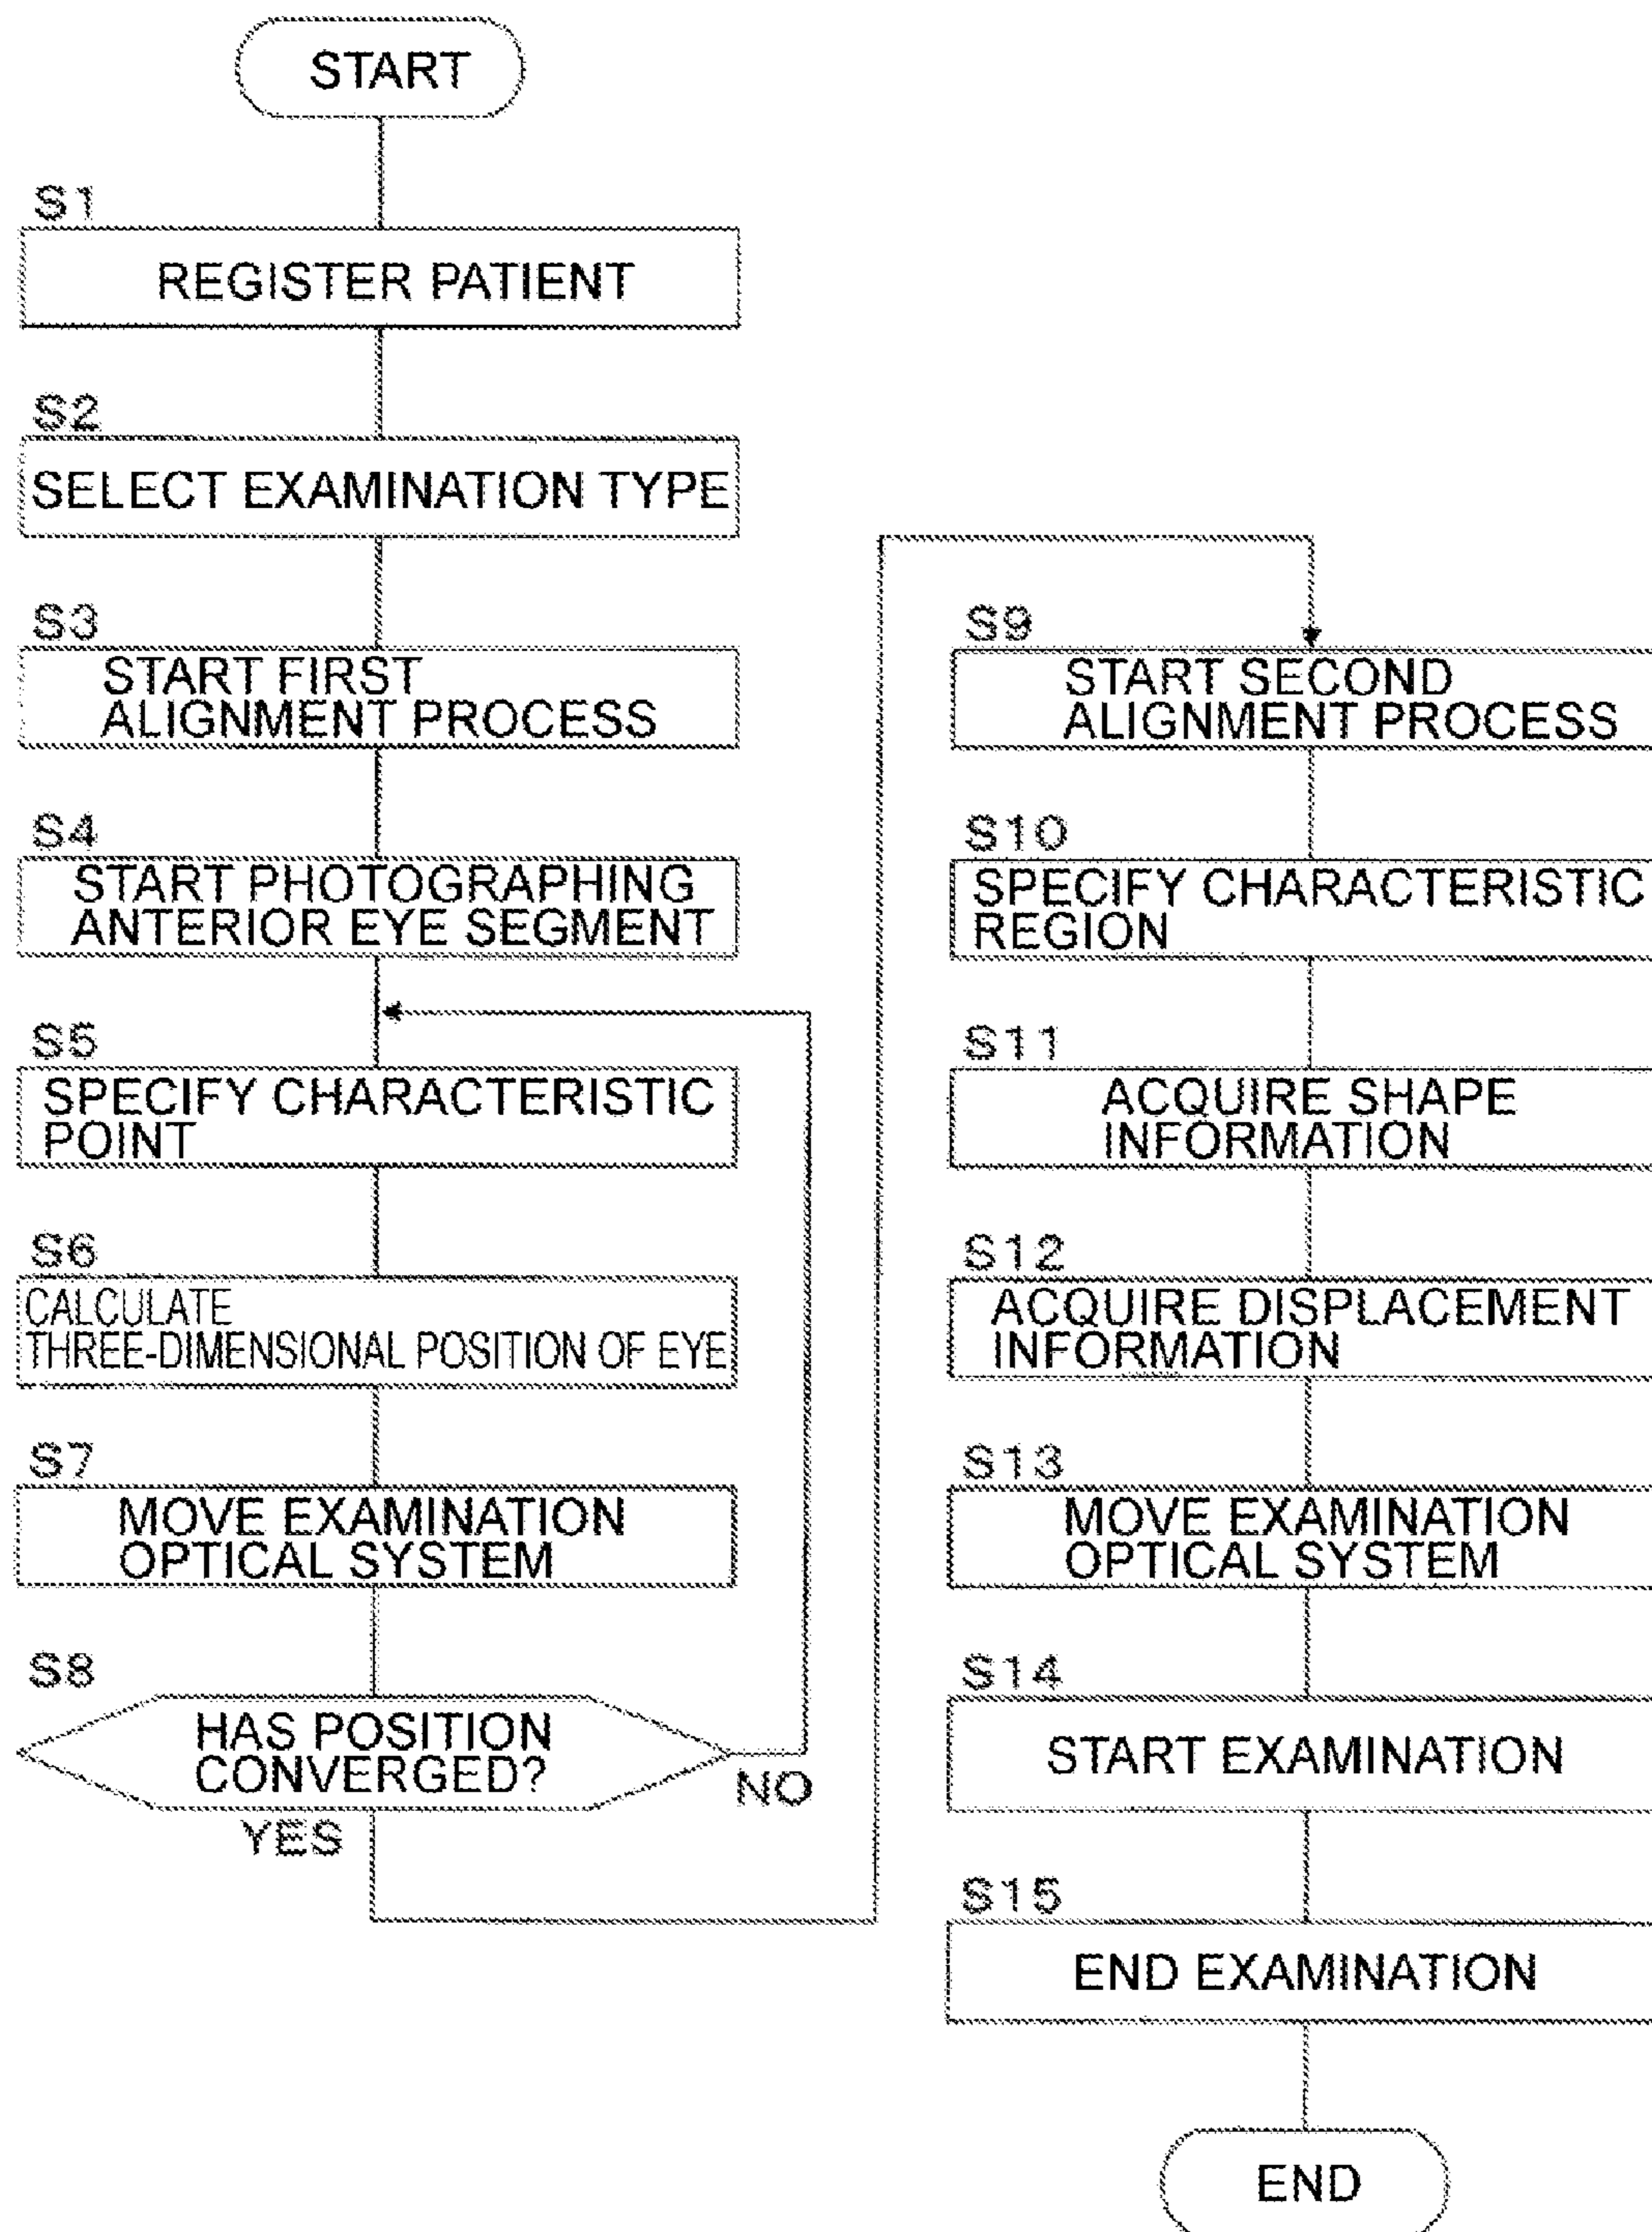 START
S1
REGISTER PATIENT
S2
SELECT EXAMINATION TYPE
S3
START FIRST
ALIGNMENT PROCESS
S4
START PHOTOGRAPHING
ANTERIOR EYE SEGMENT
S5
SPECIFY CHARACTERISTIC
POINT
S6
CALCULATE
THREE-DIMENSIONAL POSITION OF EYE
S7
MOVE EXAMINATION
OPTICAL SYSTEM
S8
HAS POSITION
CONVERGED?
NO
YES
S9
START SECOND
ALIGNMENT PROCESS
S10
SPECIFY CHARACTERISTIC
REGION
S11
ACQUIRE SHAPE
INFORMATION
S12
ACQUIRE DISPLACEMENT
INFORMATION
S13
MOVE EXAMINATION
OPTICAL SYSTEM
S14
START EXAMINATION
S15
END EXAMINATION
END